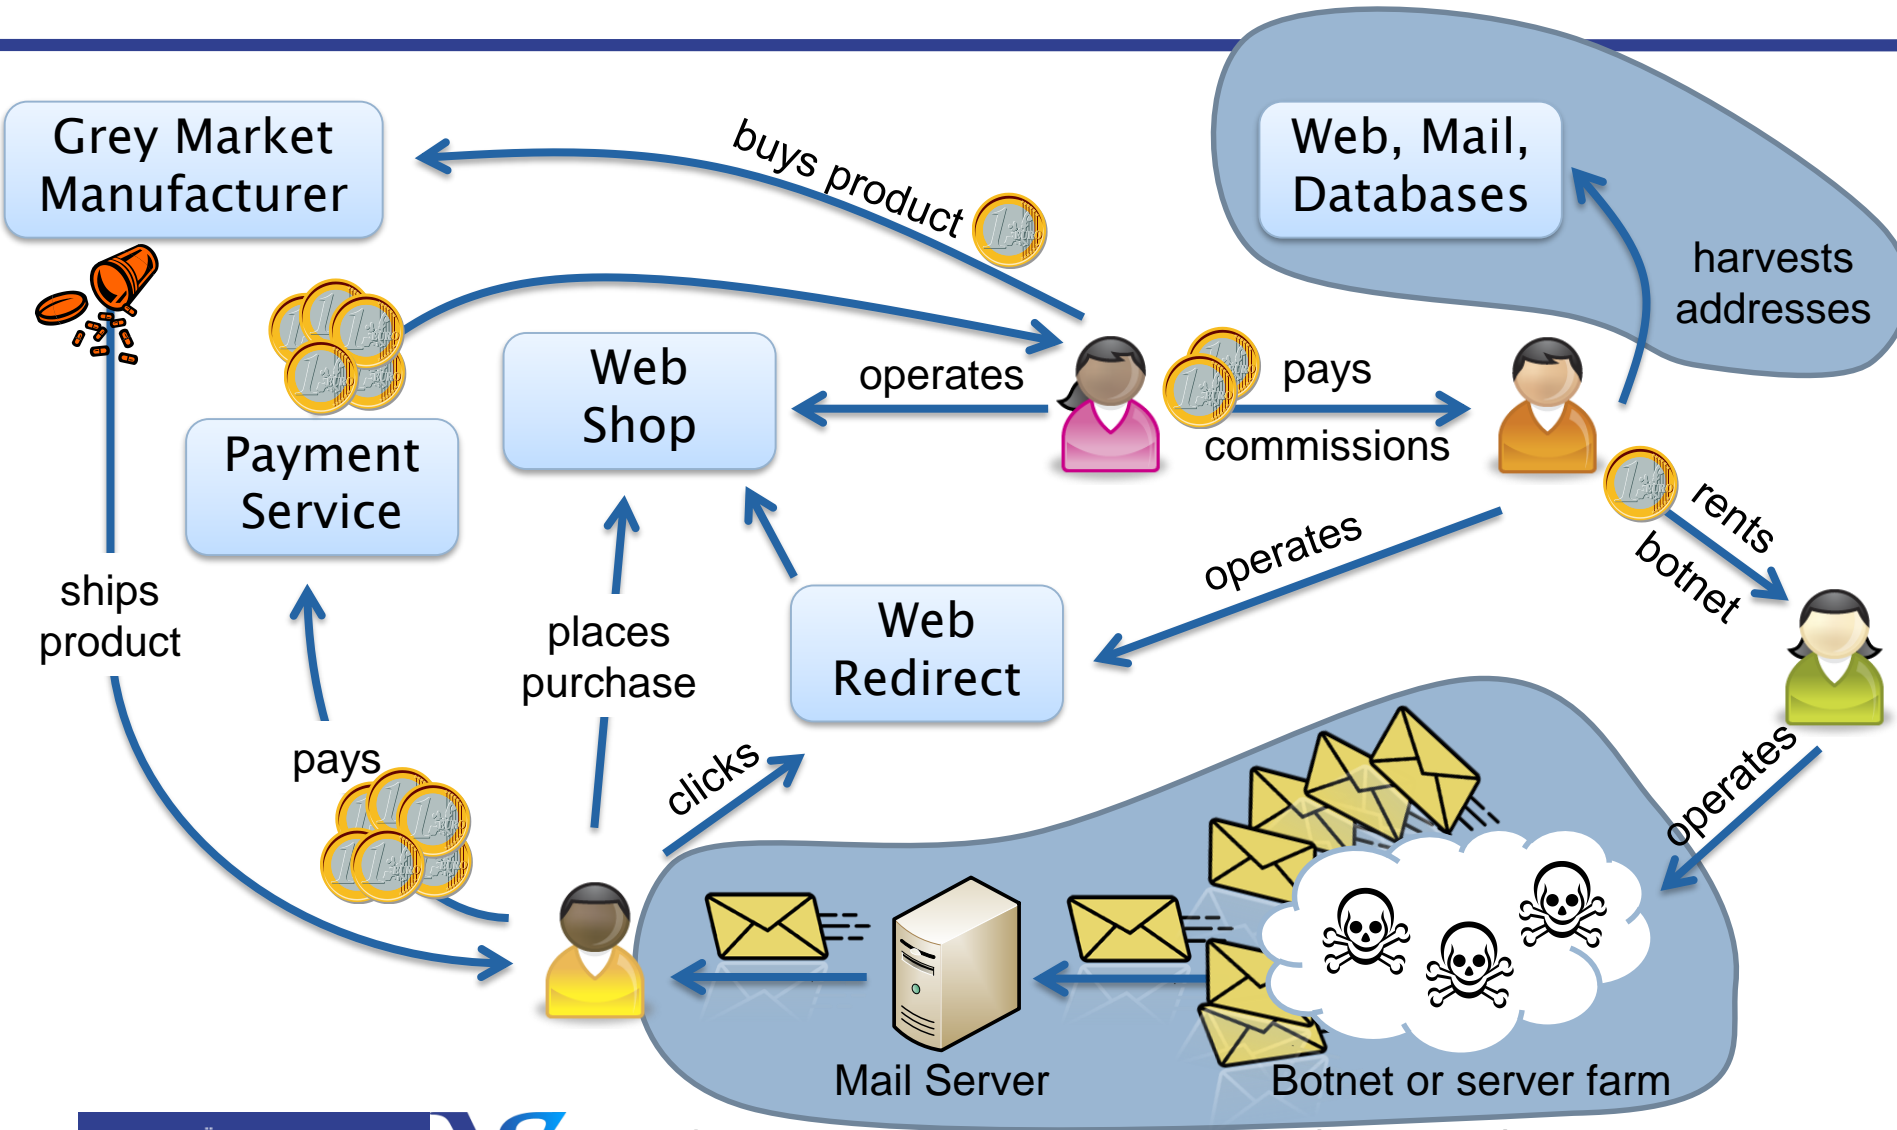 Grey Market
Manufacturer
buys product
Web, Mail,
Databases
harvests
addresses
Web
Shop
operates
pays
commissions
Payment
Service
rents
botnet
operates
ships
product
places
purchase
Web
Redirect
pays
clicks
operates
Mail Server
Botnet or server farm